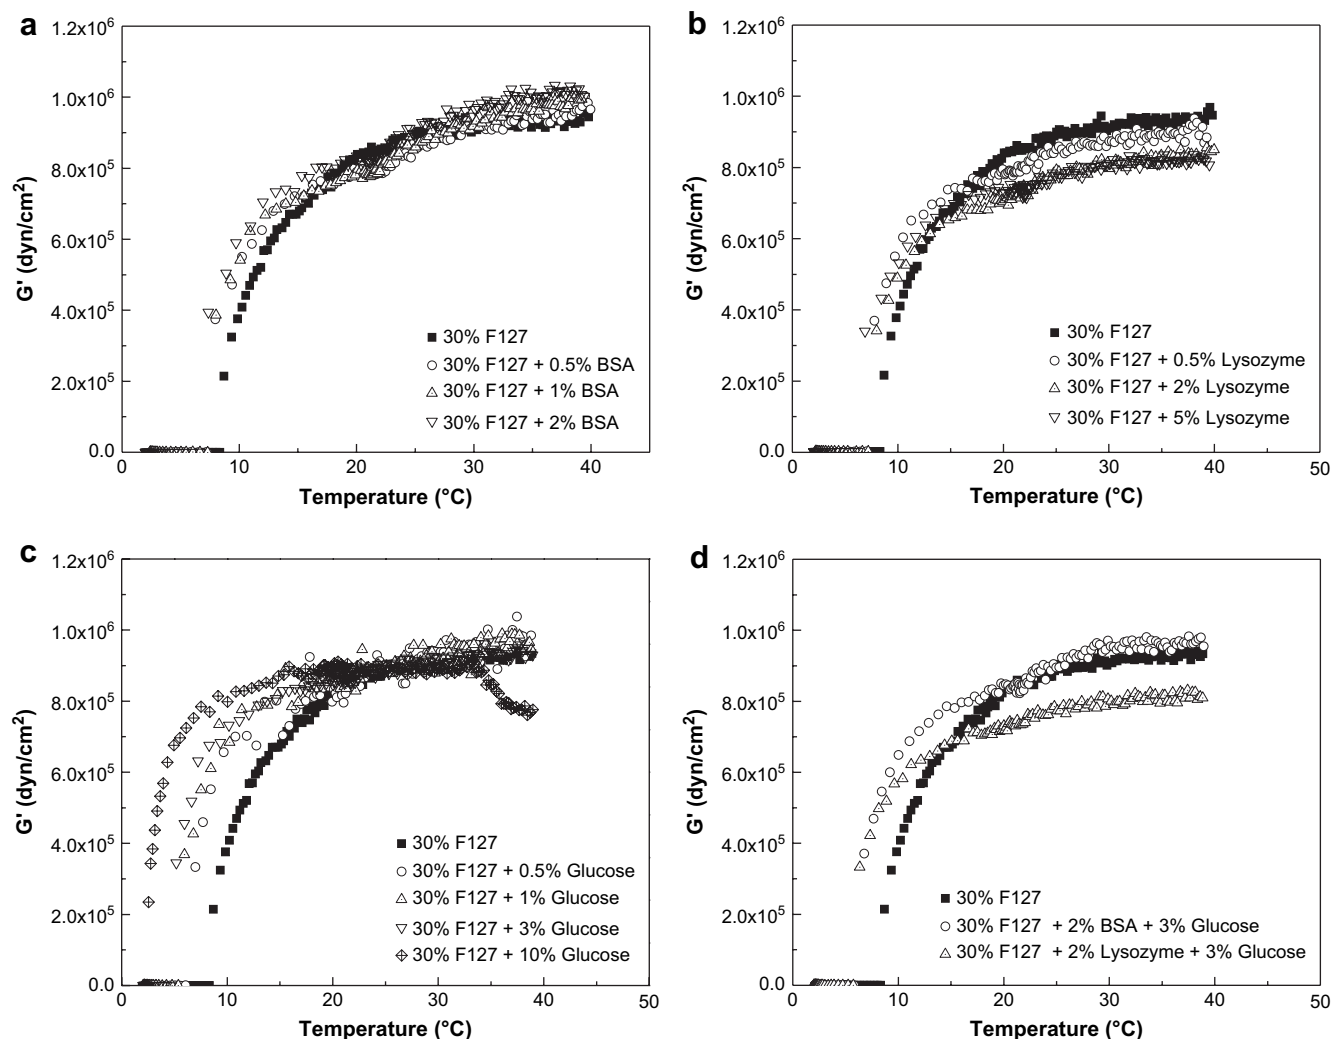 a
1.2x10⁶
1.0x10⁶
8.0x10⁵
6.0x10⁵
4.0x10⁵
2.0x10⁵
0.0
G' (dyn/cm²)
30% F127
30% F127 + 0.5% BSA
30% F127 + 1% BSA
30% F127 + 2% BSA
0 10 20 30 40
Temperature (°C)
b
1.2x10⁶
1.0x10⁶
8.0x10⁵
6.0x10⁵
4.0x10⁵
2.0x10⁵
0.0
G' (dyn/cm²)
30% F127
30% F127 + 0.5% Lysozyme
30% F127 + 2% Lysozyme
30% F127 + 5% Lysozyme
0 10 20 30 40 50
Temperature (°C)
c
1.2x10⁶
1.0x10⁶
8.0x10⁵
6.0x10⁵
4.0x10⁵
2.0x10⁵
0.0
G' (dyn/cm²)
30% F127
30% F127 + 0.5% Glucose
30% F127 + 1% Glucose
30% F127 + 3% Glucose
30% F127 + 10% Glucose
0 10 20 30 40 50
Temperature (°C)
d
1.2x10⁶
1.0x10⁶
8.0x10⁵
6.0x10⁵
4.0x10⁵
2.0x10⁵
0.0
G' (dyn/cm²)
30% F127
30% F127 + 2% BSA + 3% Glucose
30% F127 + 2% Lysozyme + 3% Glucose
0 10 20 30 40 50
Temperature (°C)